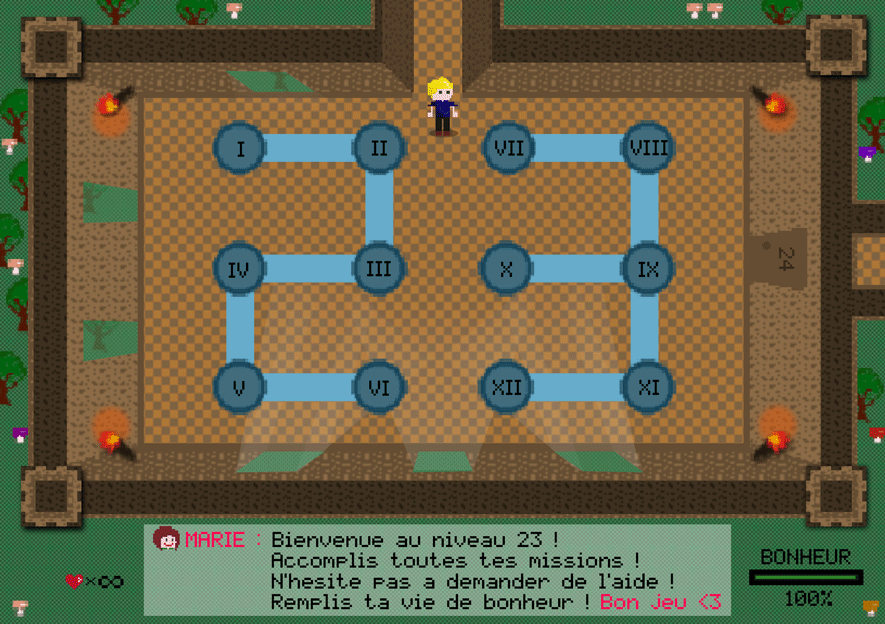 I II VII VIII
IV III X IX 24
V VI XII XI
MARIE : Bienvenue au niveau 23 !
Accomplis toutes tes missions !
N'hesite pas a demander de l'aide !
Remplis ta vie de bonheur ! Bon jeu <3
×∞
BONHEUR
100%